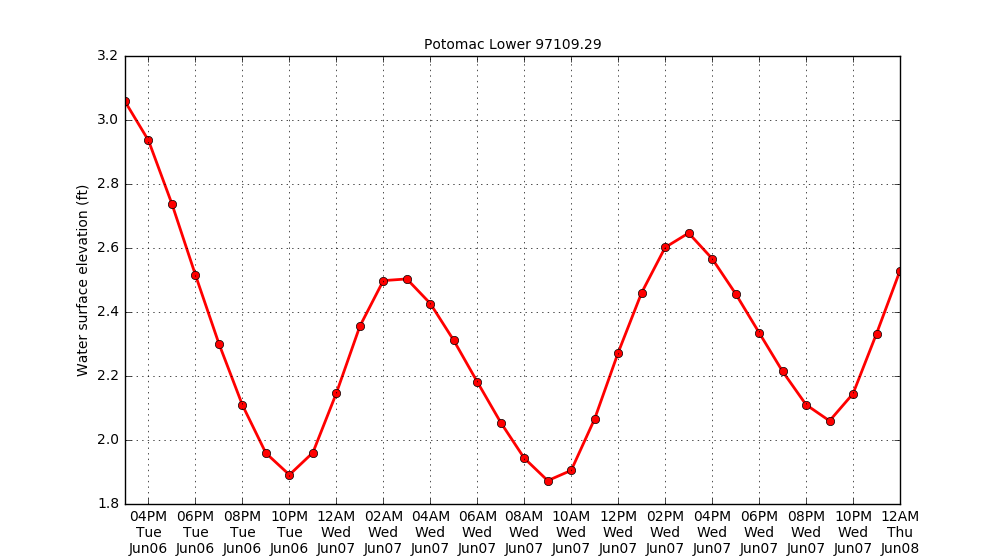 Potomac Lower 97109.29
Water surface elevation (ft)
3.2
3.0
2.8
2.6
2.4
2.2
2.0
1.8
04PM 06PM 08PM 10PM 12AM 02AM 04AM 06AM 08AM 10AM 12PM 02PM 04PM 06PM 08PM 10PM 12AM
Tue Tue Tue Tue Wed Wed Wed Wed Wed Wed Wed Wed Wed Wed Wed Wed Thu
Jun06 Jun06 Jun06 Jun06 Jun07 Jun07 Jun07 Jun07 Jun07 Jun07 Jun07 Jun07 Jun07 Jun07 Jun07 Jun07 Jun08